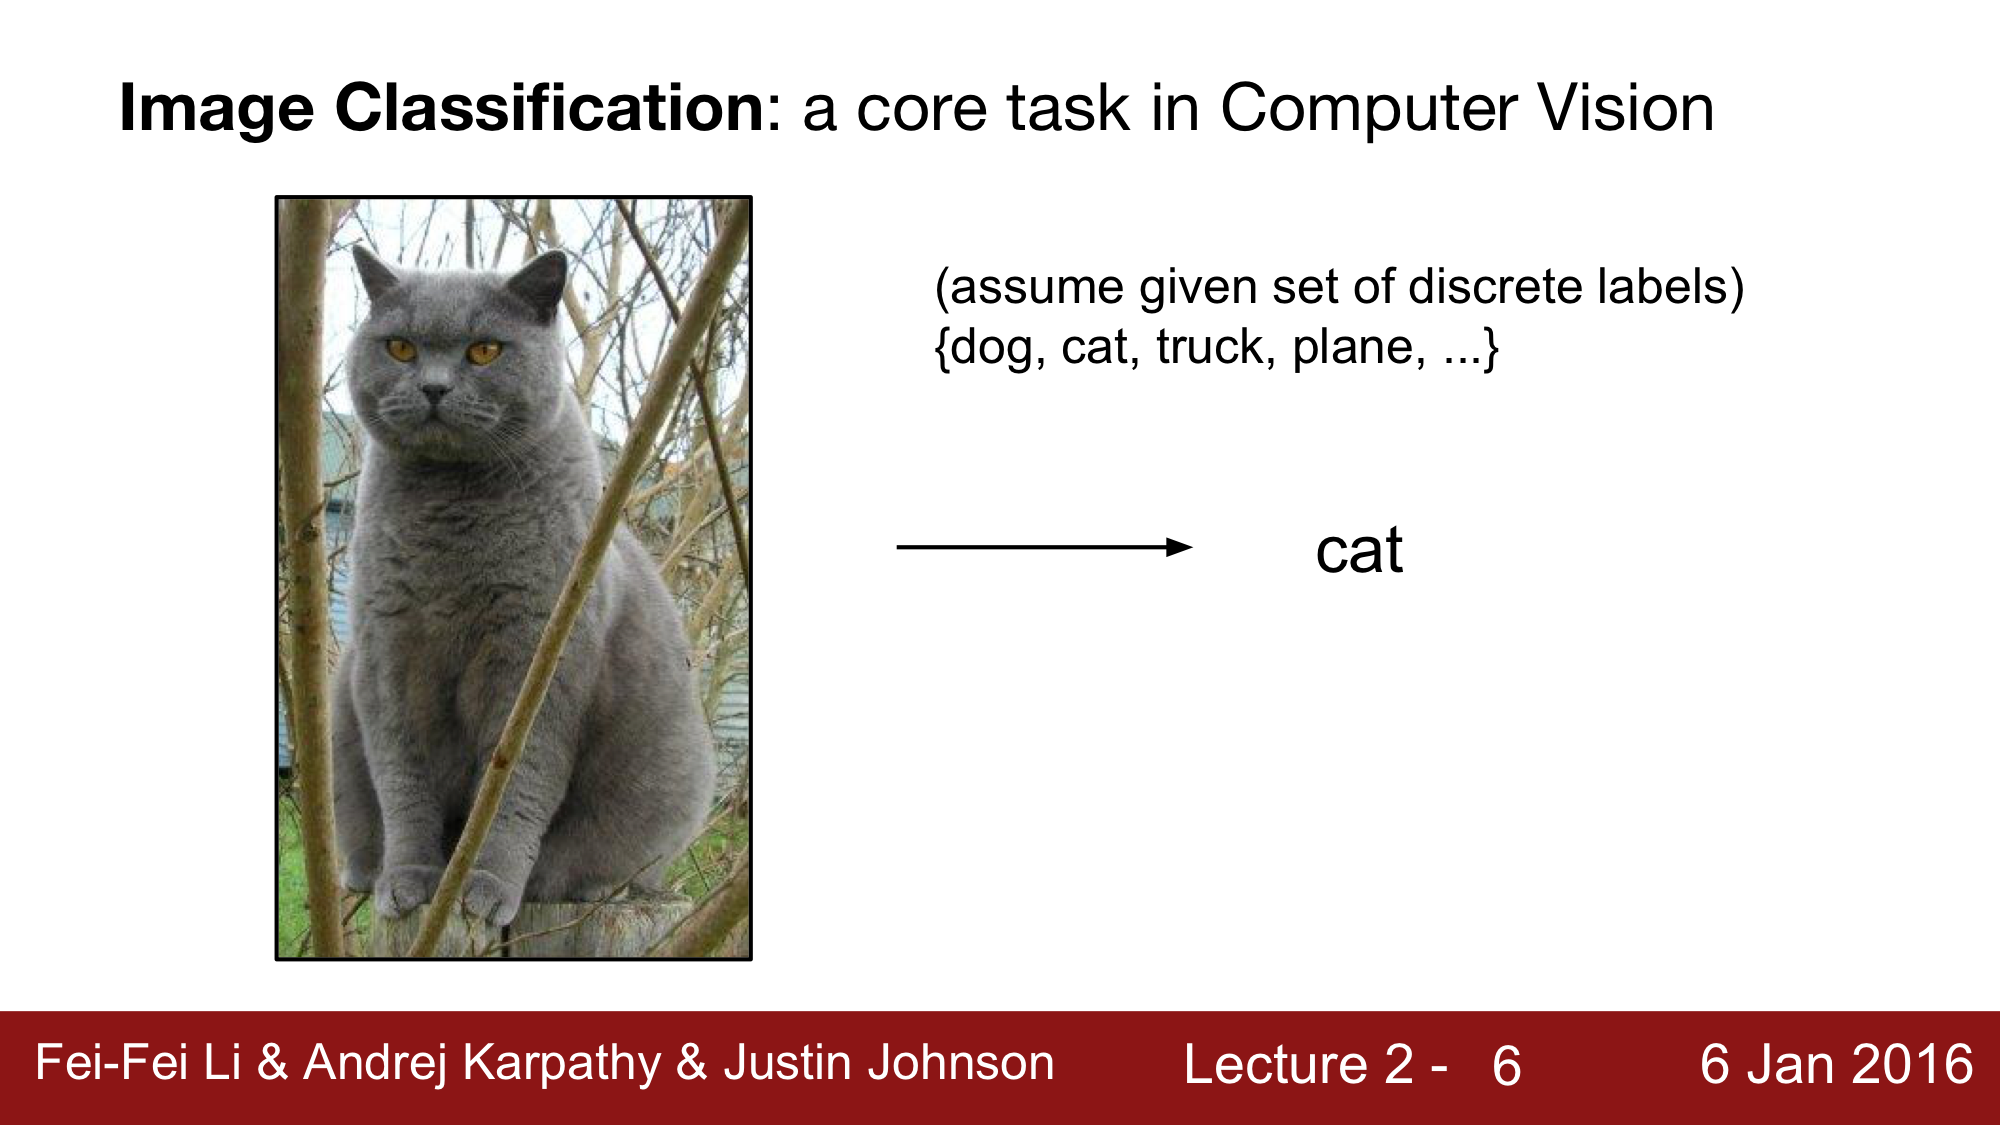 Image Classification: a core task in Computer Vision
(assume given set of discrete labels)
{dog, cat, truck, plane, ...}
cat
Fei-Fei Li & Andrej Karpathy & Justin Johnson
Lecture 2 - 6
6 Jan 2016